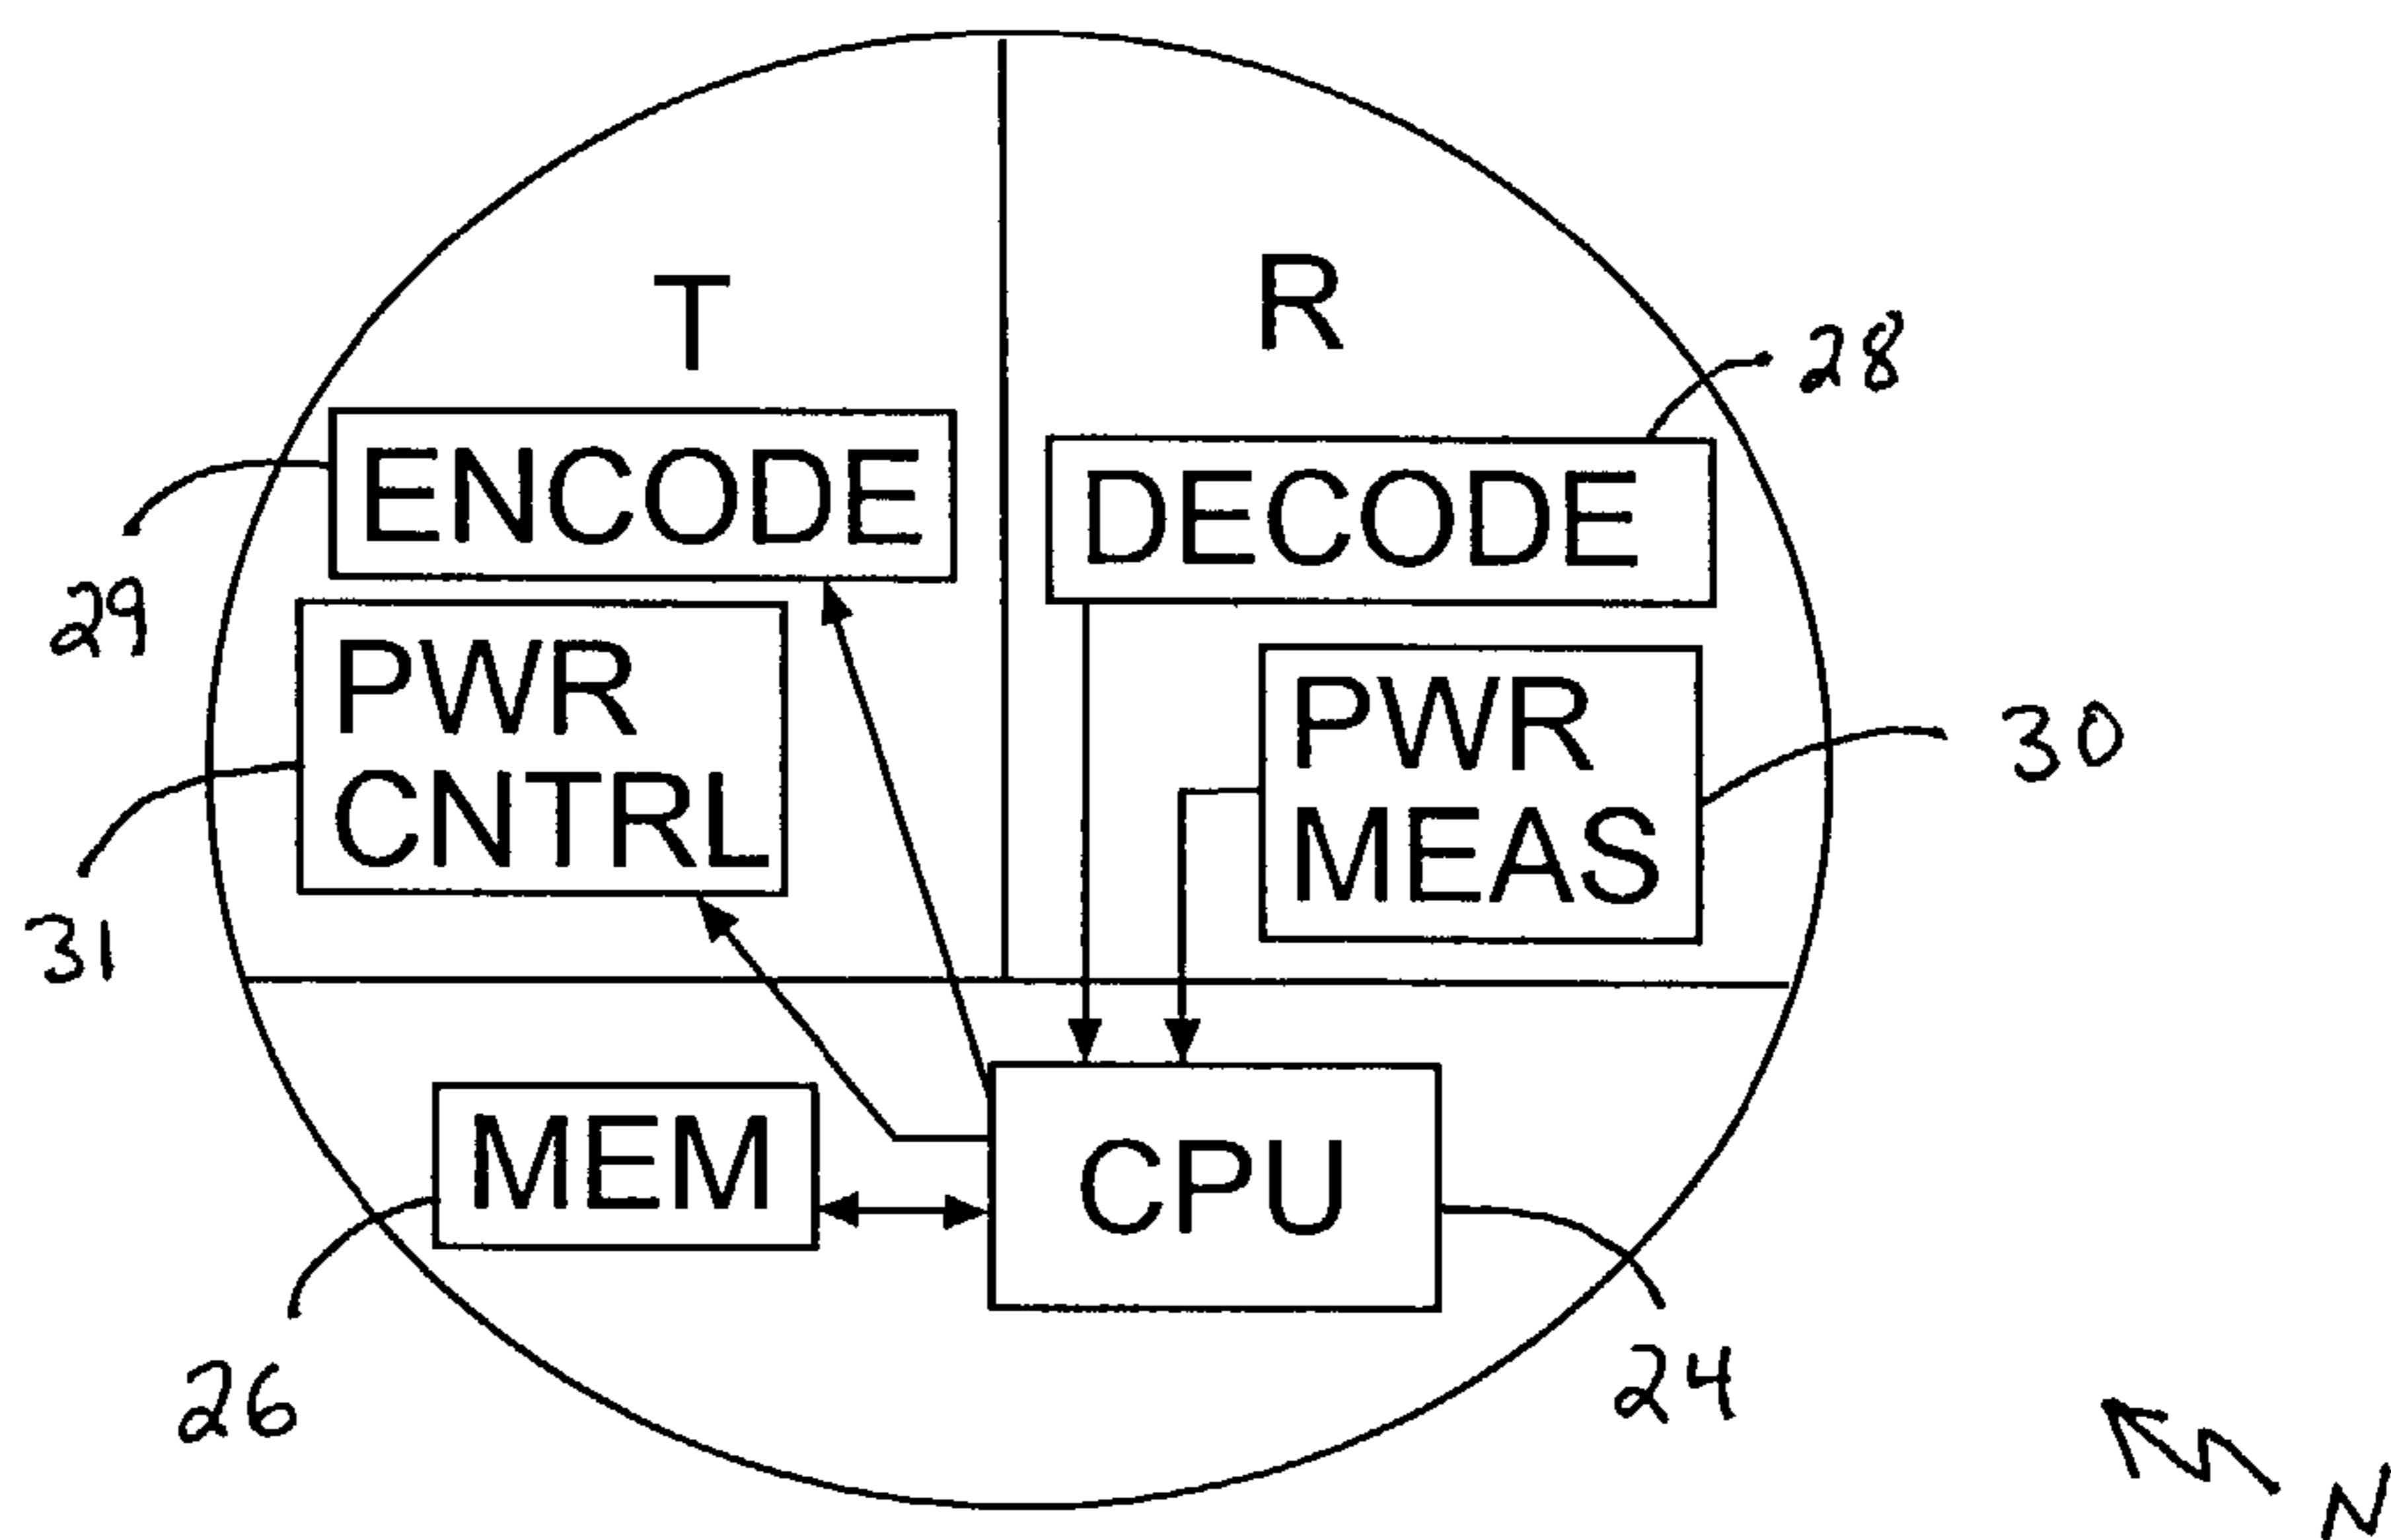 T
R
28
ENCODE
DECODE
29
PWR
CNTRL
PWR
MEAS
30
31
MEM
CPU
26
24
N